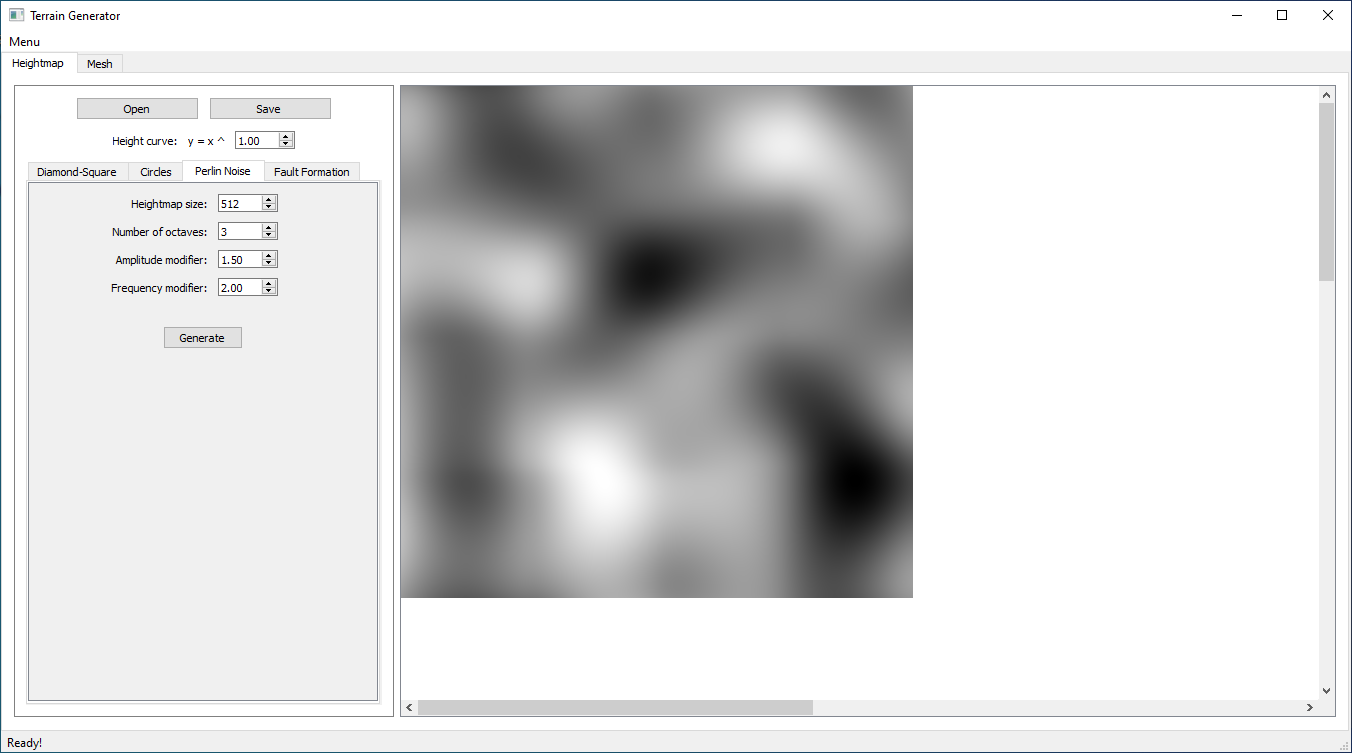 Terrain Generator
Menu
Heightmap Mesh
Open Save
Height curve: y = x ^ 1.00
Diamond-Square Circles Perlin Noise Fault Formation
Heightmap size: 512
Number of octaves: 3
Amplitude modifier: 1.50
Frequency modifier: 2.00
Generate
Ready!